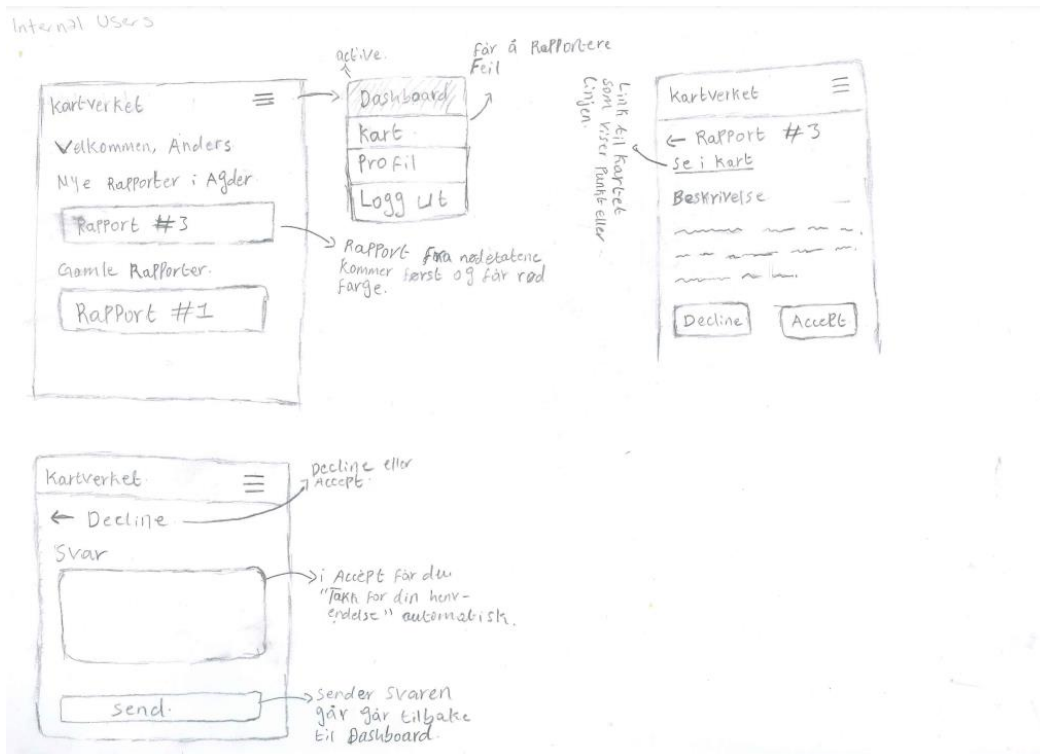 Internal Users
Kartverket
Velkommen, Anders
Nye Rapporter i Agder
Rapport #3
Gamle Rapporter.
Rapport #1
active.
Dashboard
Kart
Profil
Logg ut
får å Rapportere
Feil
Rapport fra nødetatene
kommer først og får rød
farge.
Link til Kartet
som viser Punkt eller
Linjen.
Kartverket
← Rapport #3
Se i kart
Beskrivelse
Decline
Accept
Kartverket
← Decline
Svar
send.
Decline eller
Accept
i Accept får du
"Takk for din henv-
endelse" automatisk.
sender svaren
går går tilbake
til Dashboard.